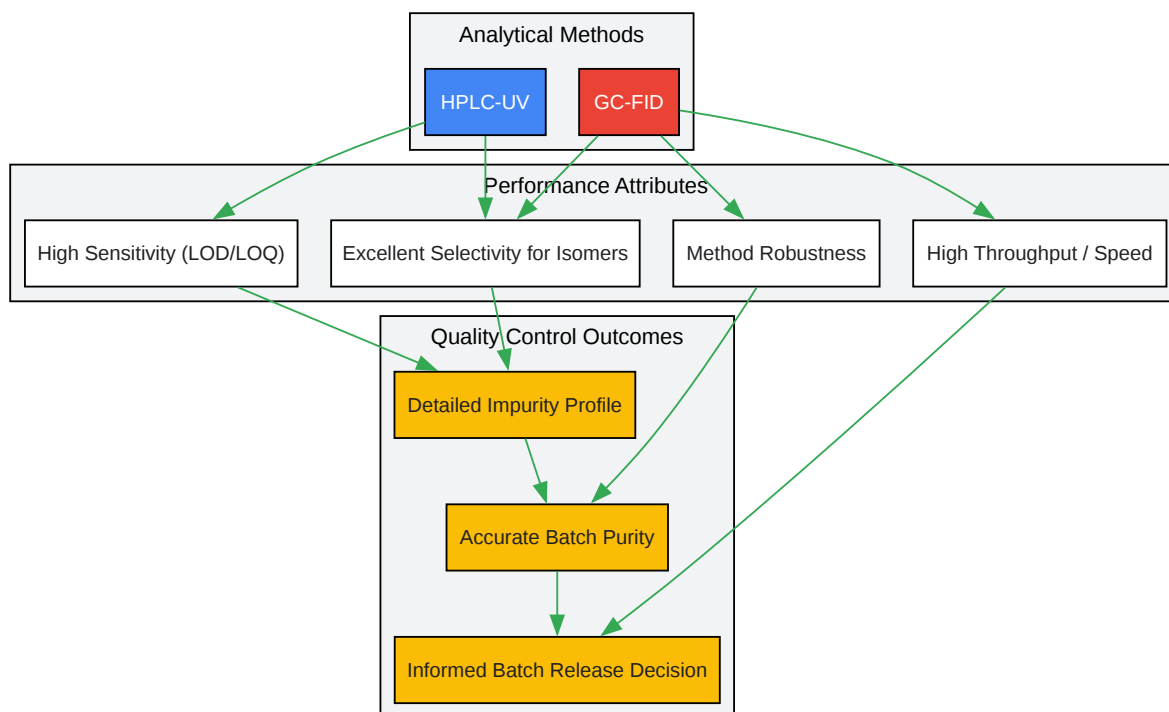 Analytical Methods
HPLC-UV
GC-FID
Performance Attributes
High Sensitivity (LOD/LOQ)
Excellent Selectivity for Isomers
Method Robustness
High Throughput / Speed
Quality Control Outcomes
Detailed Impurity Profile
Accurate Batch Purity
Informed Batch Release Decision